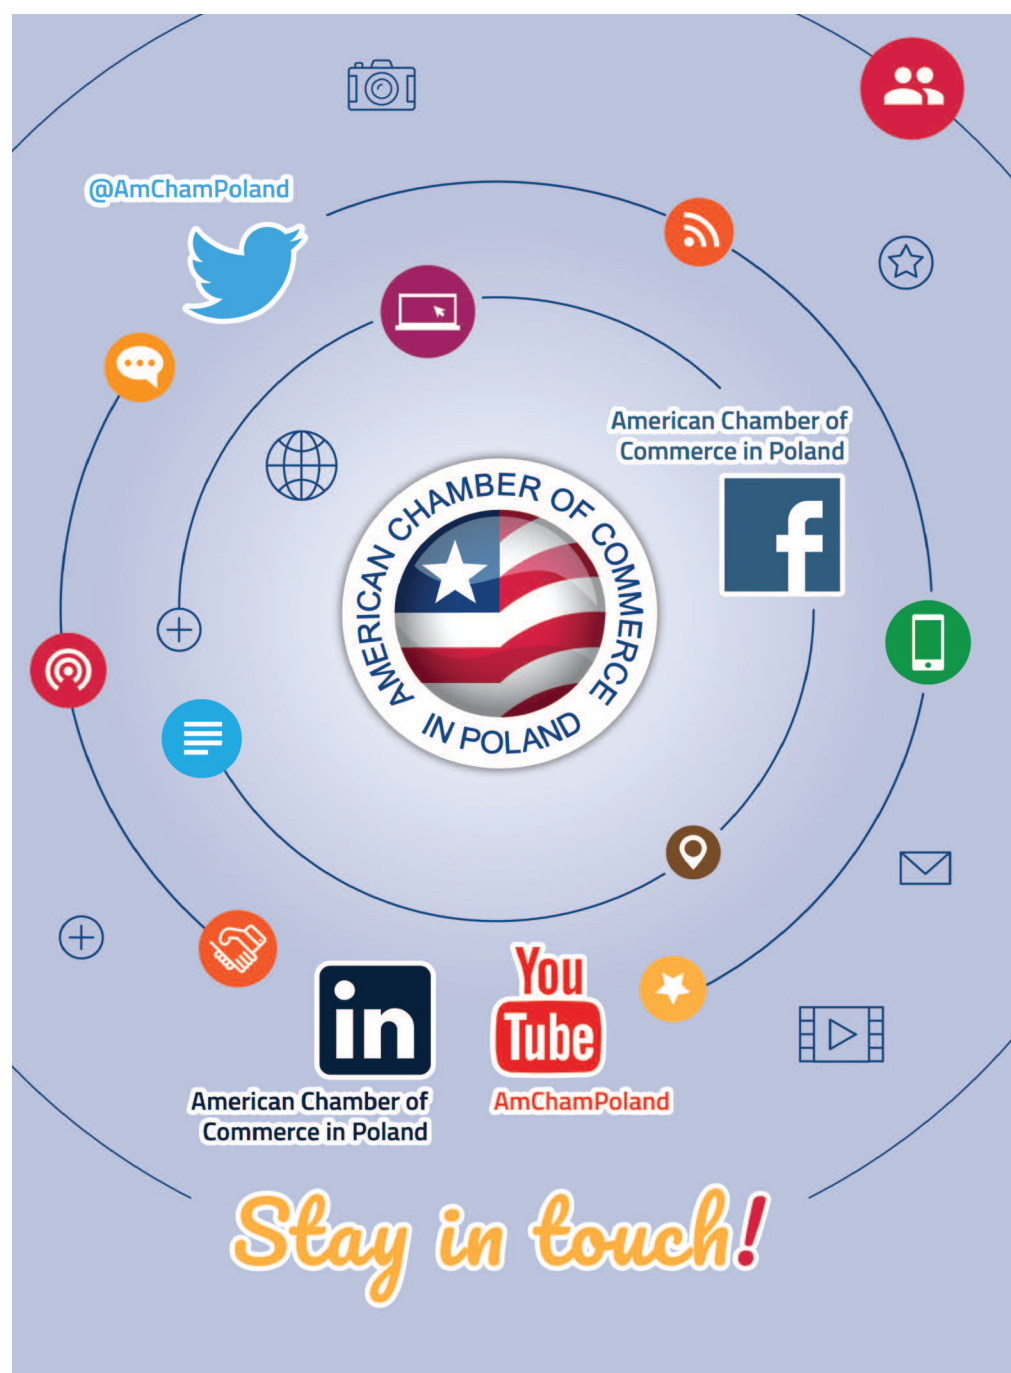 @AmChamPoland
American Chamber of
Commerce in Poland
AMERICAN CHAMBER OF COMMERCE
IN POLAND
in
You
Tube
American Chamber of
Commerce in Poland
AmChamPoland
Stay in touch!